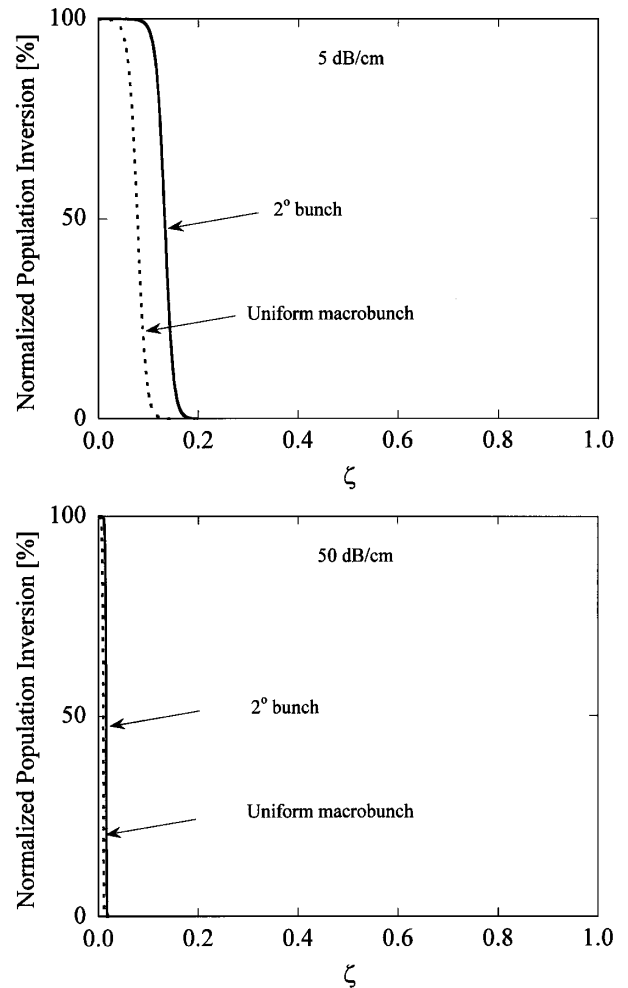 Normalized Population Inversion [%]
100
50
0
5 dB/cm
2° bunch
Uniform macrobunch
0.0 0.2 0.4 0.6 0.8 1.0
ζ
Normalized Population Inversion [%]
100
50
0
50 dB/cm
2° bunch
Uniform macrobunch
0.0 0.2 0.4 0.6 0.8 1.0
ζ